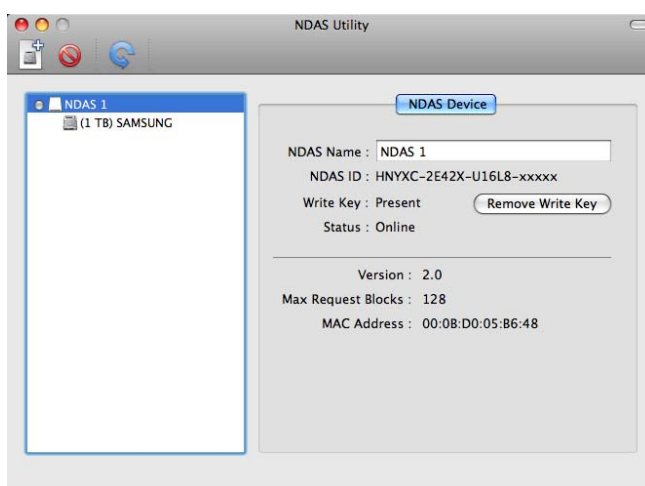 NDAS Utility
NDAS 1
(1 TB) SAMSUNG
NDAS Device
NDAS Name : NDAS 1
NDAS ID : HNYXC-2E42X-U16L8-xxxxx
Write Key : Present Remove Write Key
Status : Online
Version : 2.0
Max Request Blocks : 128
MAC Address : 00:0B:D0:05:B6:48